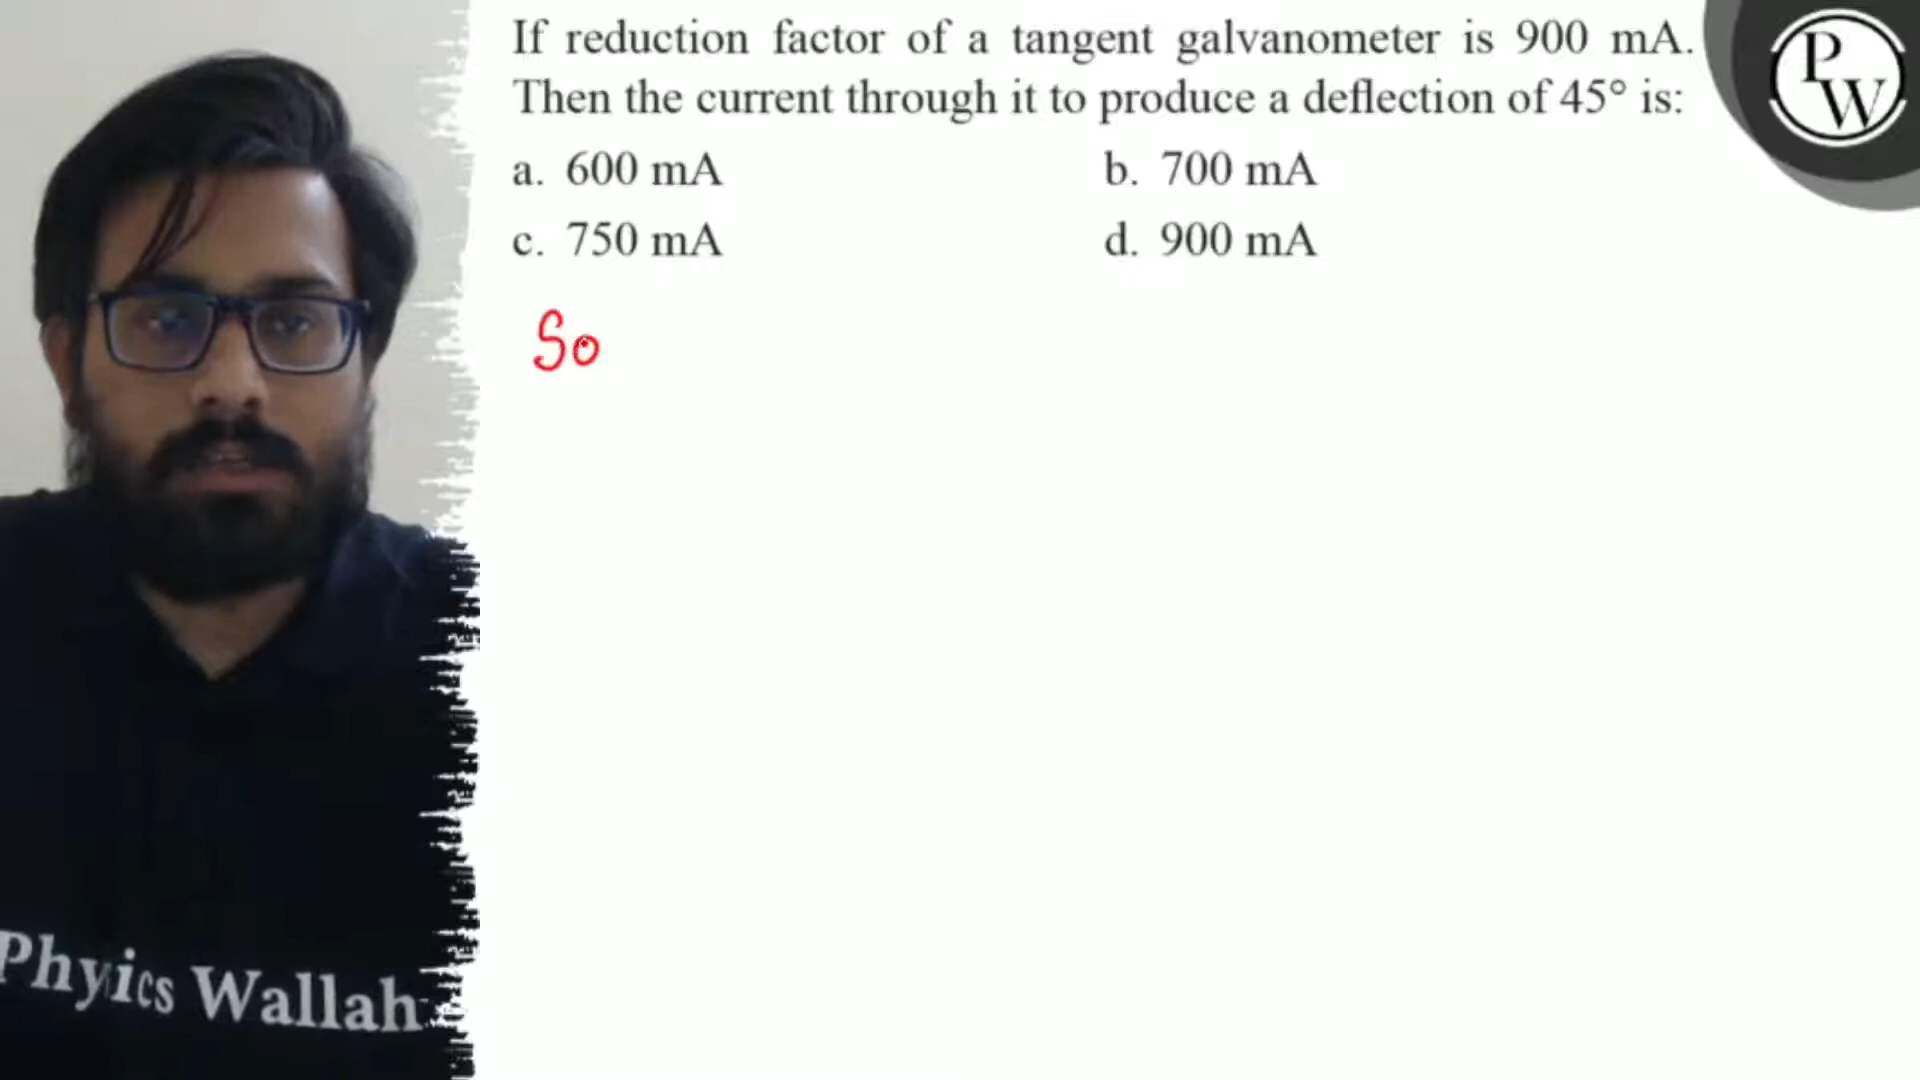 If reduction factor of a tangent galvanometer is 900 mA.
Then the current through it to produce a deflection of 45° is:
a. 600 mA
b. 700 mA
c. 750 mA
d. 900 mA
So
PW
Phyics Wallah